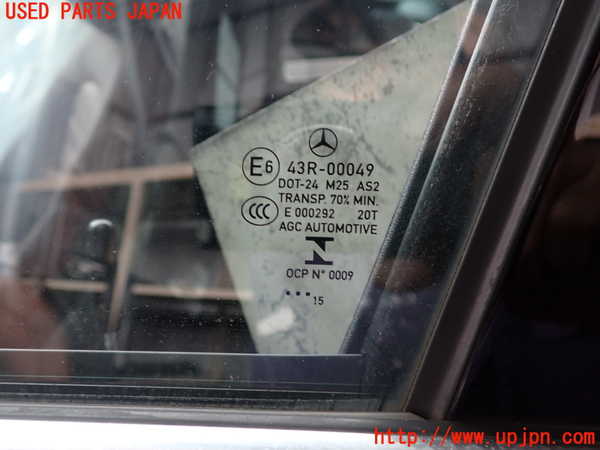 USED PARTS JAPAN
E6 43R-00049
DOT-24 M25 AS2
TRANSP. 70% MIN.
CCC E 000292 20T
AGC AUTOMOTIVE
OCP N° 0009
15
http://www.upjpn.com/